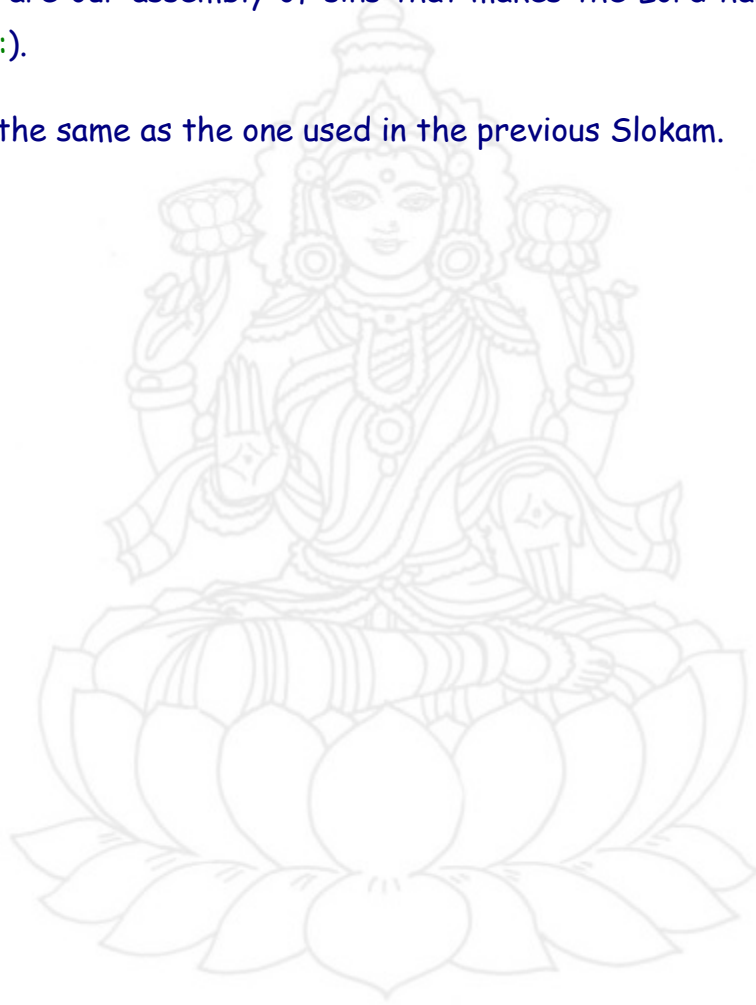 are our assembly of sins that makes the Lord
:).
the same as the one used in the previous Slokam.